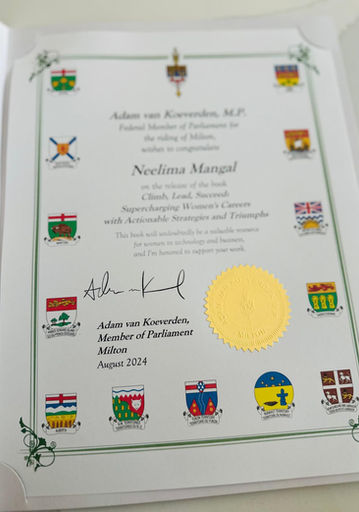 Adam van Koeverden, M.P.
Federal Member of Parliament for
the riding of Milton,
wishes to congratulate
Neelima Mangal
on the release of the book
Climb, Lead, Succeed:
Supercharging Women's Careers
with Actionable Strategies and Triumphs
This book will undoubtedly be a valuable resource
for women in technology and business,
and I'm honored to support your work.
Adam van Koeverden,
Member of Parliament
Milton
August 2024
MILTON
ALBERTA